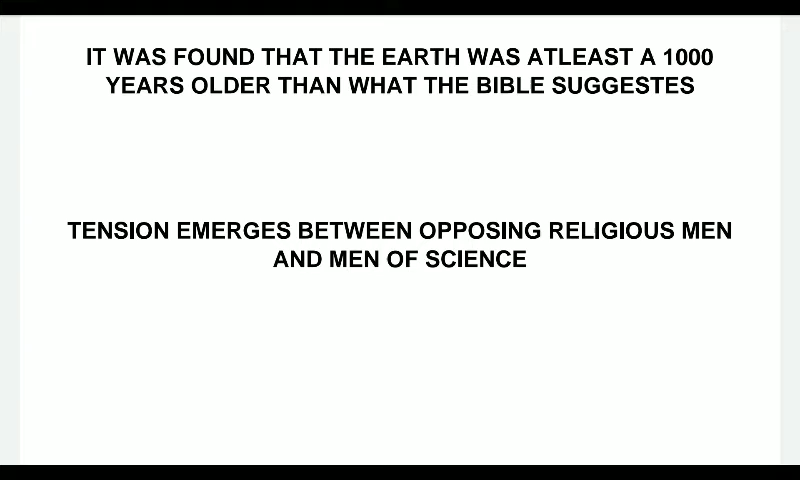 IT WAS FOUND THAT THE EARTH WAS ATLEAST A 1000
YEARS OLDER THAN WHAT THE BIBLE SUGGESTES
TENSION EMERGES BETWEEN OPPOSING RELIGIOUS MEN
AND MEN OF SCIENCE